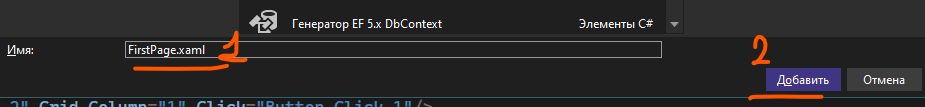 Генератор EF 5.x DbContext Элементы C#
Имя: FirstPage.xaml 1
2
Добавить Отмена
2" Grid.Column="1" Click="Button_Click_1"/>